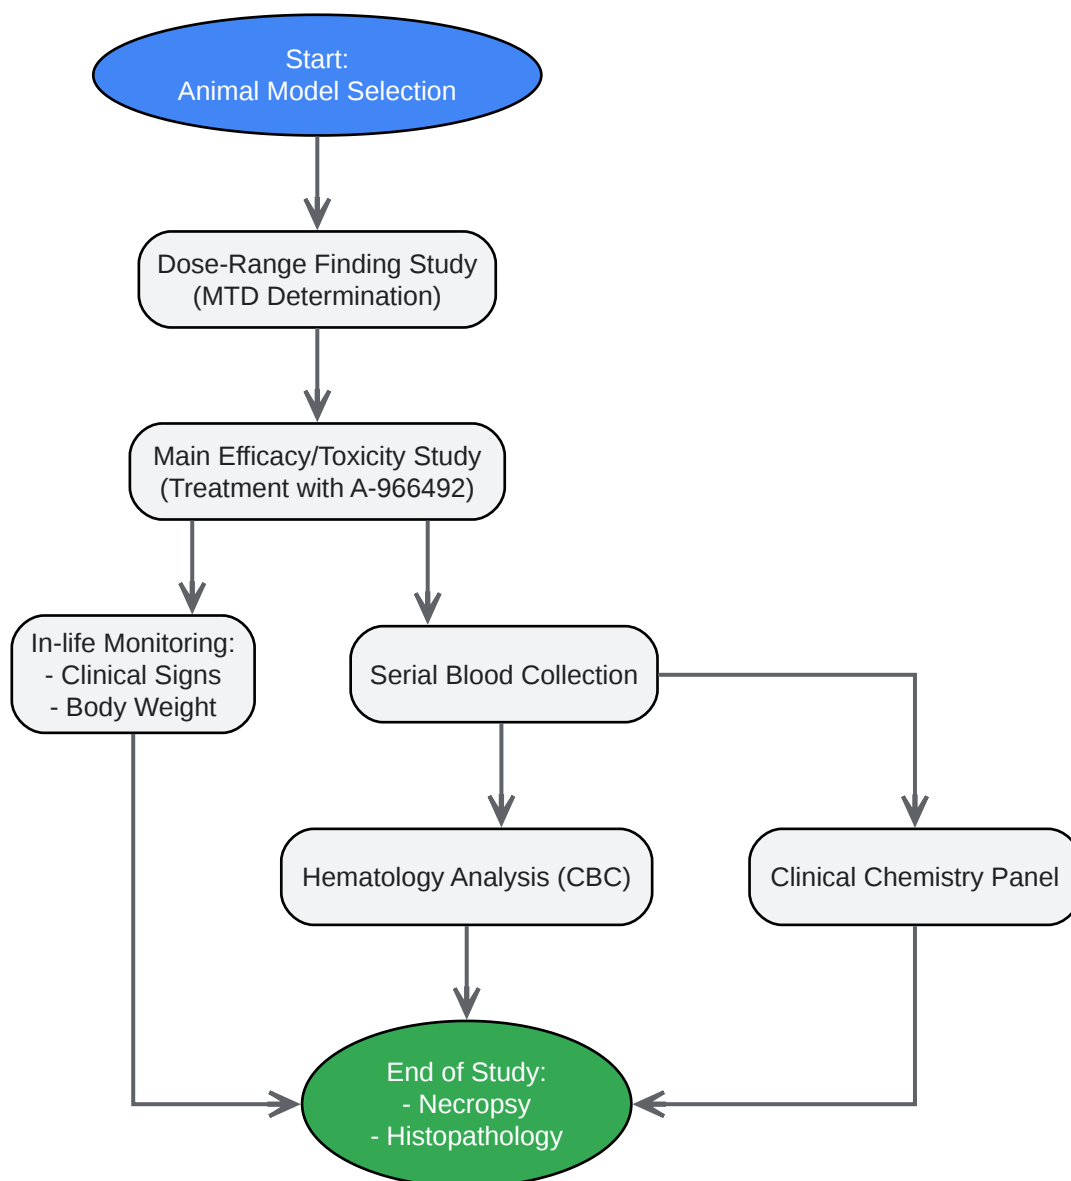 Start:
Animal Model Selection
Dose-Range Finding Study
(MTD Determination)
Main Efficacy/Toxicity Study
(Treatment with A-966492)
In-life Monitoring:
- Clinical Signs
- Body Weight
Serial Blood Collection
Hematology Analysis (CBC)
Clinical Chemistry Panel
End of Study:
- Necropsy
- Histopathology